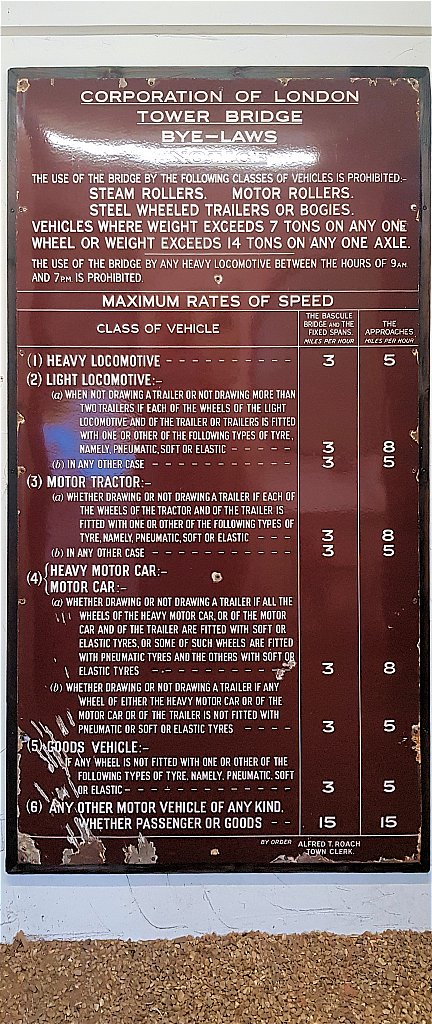 CORPORATION OF LONDON
TOWER BRIDGE
BYE-LAWS
THE USE OF THE BRIDGE BY THE FOLLOWING CLASSES OF VEHICLES IS PROHIBITED:-
STEAM ROLLERS. MOTOR ROLLERS.
STEEL WHEELED TRAILERS OR BOGIES.
VEHICLES WHERE WEIGHT EXCEEDS 7 TONS ON ANY ONE
WHEEL OR WEIGHT EXCEEDS 14 TONS ON ANY ONE AXLE.
THE USE OF THE BRIDGE BY ANY HEAVY LOCOMOTIVE BETWEEN THE HOURS OF 9 A.M.
AND 7 P.M. IS PROHIBITED.
MAXIMUM RATES OF SPEED
CLASS OF VEHICLE
THE BASCULE
BRIDGE AND THE
FIXED SPANS.
MILES PER HOUR
THE
APPROACHES
MILES PER HOUR
(1) HEAVY LOCOMOTIVE - - - - - - - - - - 3 5
(2) LIGHT LOCOMOTIVE:-
(a) WHEN NOT DRAWING A TRAILER OR NOT DRAWING MORE THAN
TWO TRAILERS IF EACH OF THE WHEELS OF THE LIGHT
LOCOMOTIVE AND OF THE TRAILER OR TRAILERS IS FITTED
WITH ONE OR OTHER OF THE FOLLOWING TYPES OF TYRE,
NAMELY, PNEUMATIC, SOFT OR ELASTIC - - - - - 3 8
(b) IN ANY OTHER CASE - - - - - - - - - - - 3 5
(3) MOTOR TRACTOR:-
(a) WHETHER DRAWING OR NOT DRAWING A TRAILER IF EACH OF
THE WHEELS OF THE TRACTOR AND OF THE TRAILER IS
FITTED WITH ONE OR OTHER OF THE FOLLOWING TYPES OF
TYRE, NAMELY, PNEUMATIC, SOFT OR ELASTIC - - - - 3 8
(b) IN ANY OTHER CASE - - - - - - - - - - - 3 5
(4) { HEAVY MOTOR CAR:-
MOTOR CAR:-
(a) WHETHER DRAWING OR NOT DRAWING A TRAILER IF ALL THE
WHEELS OF THE HEAVY MOTOR CAR, OR OF THE MOTOR
CAR AND OF THE TRAILER ARE FITTED WITH SOFT OR
ELASTIC TYRES, OR SOME OF SUCH WHEELS ARE FITTED
WITH PNEUMATIC TYRES AND THE OTHERS WITH SOFT OR
ELASTIC TYRES - - - - - - - - - - 3 8
(b) WHETHER DRAWING OR NOT DRAWING A TRAILER IF ANY
WHEEL OF EITHER THE HEAVY MOTOR CAR OR OF THE
MOTOR CAR OR OF THE TRAILER IS NOT FITTED WITH
PNEUMATIC OR SOFT OR ELASTIC TYRES - - - - 3 5
(5) GOODS VEHICLE:-
IF ANY WHEEL IS NOT FITTED WITH ONE OR OTHER OF THE
FOLLOWING TYPES OF TYRE, NAMELY, PNEUMATIC, SOFT
OR ELASTIC - - - - - - - - - - - - - 3 5
(6) ANY OTHER MOTOR VEHICLE OF ANY KIND,
WHETHER PASSENGER OR GOODS - - 15 15
BY ORDER ALFRED T. ROACH
TOWN CLERK.